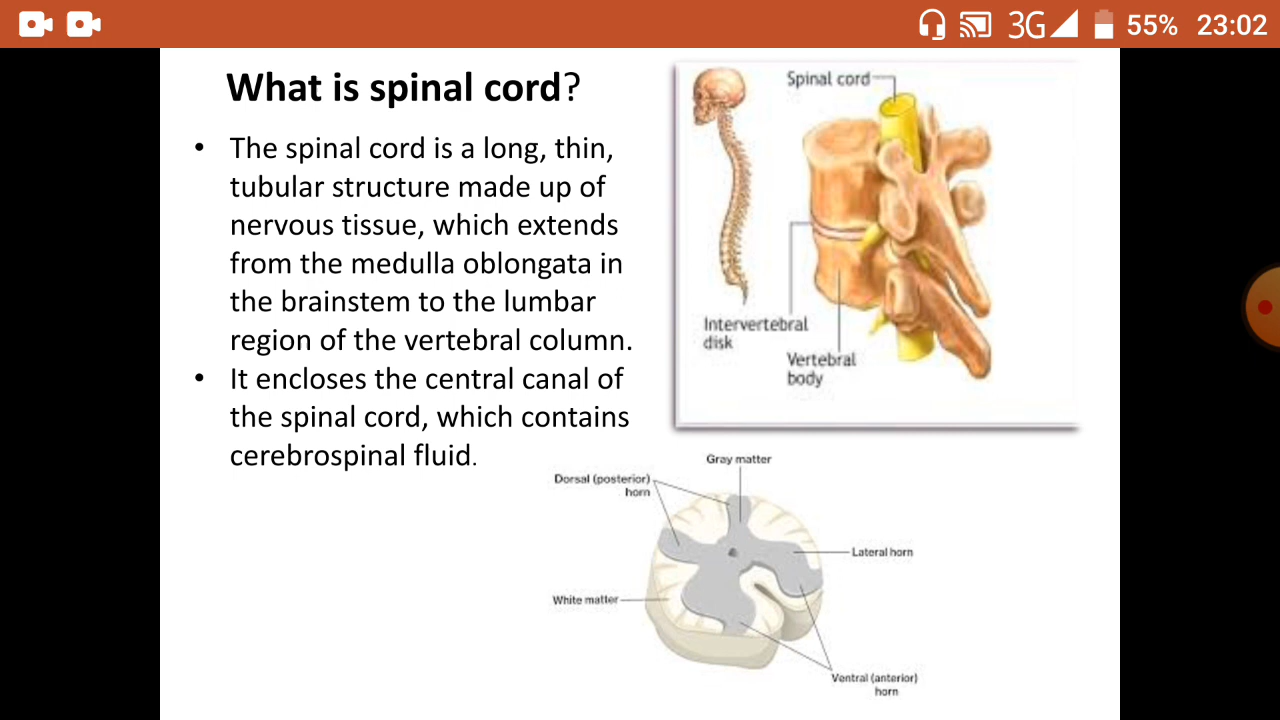 3G 55% 23:02
What is spinal cord?
• The spinal cord is a long, thin,
tubular structure made up of
nervous tissue, which extends
from the medulla oblongata in
the brainstem to the lumbar
region of the vertebral column.
• It encloses the central canal of
the spinal cord, which contains
cerebrospinal fluid.
Spinal cord
Intervertebral
disk
Vertebral
body
Gray matter
Dorsal (posterior)
horn
Lateral horn
White matter
Ventral (anterior)
horn